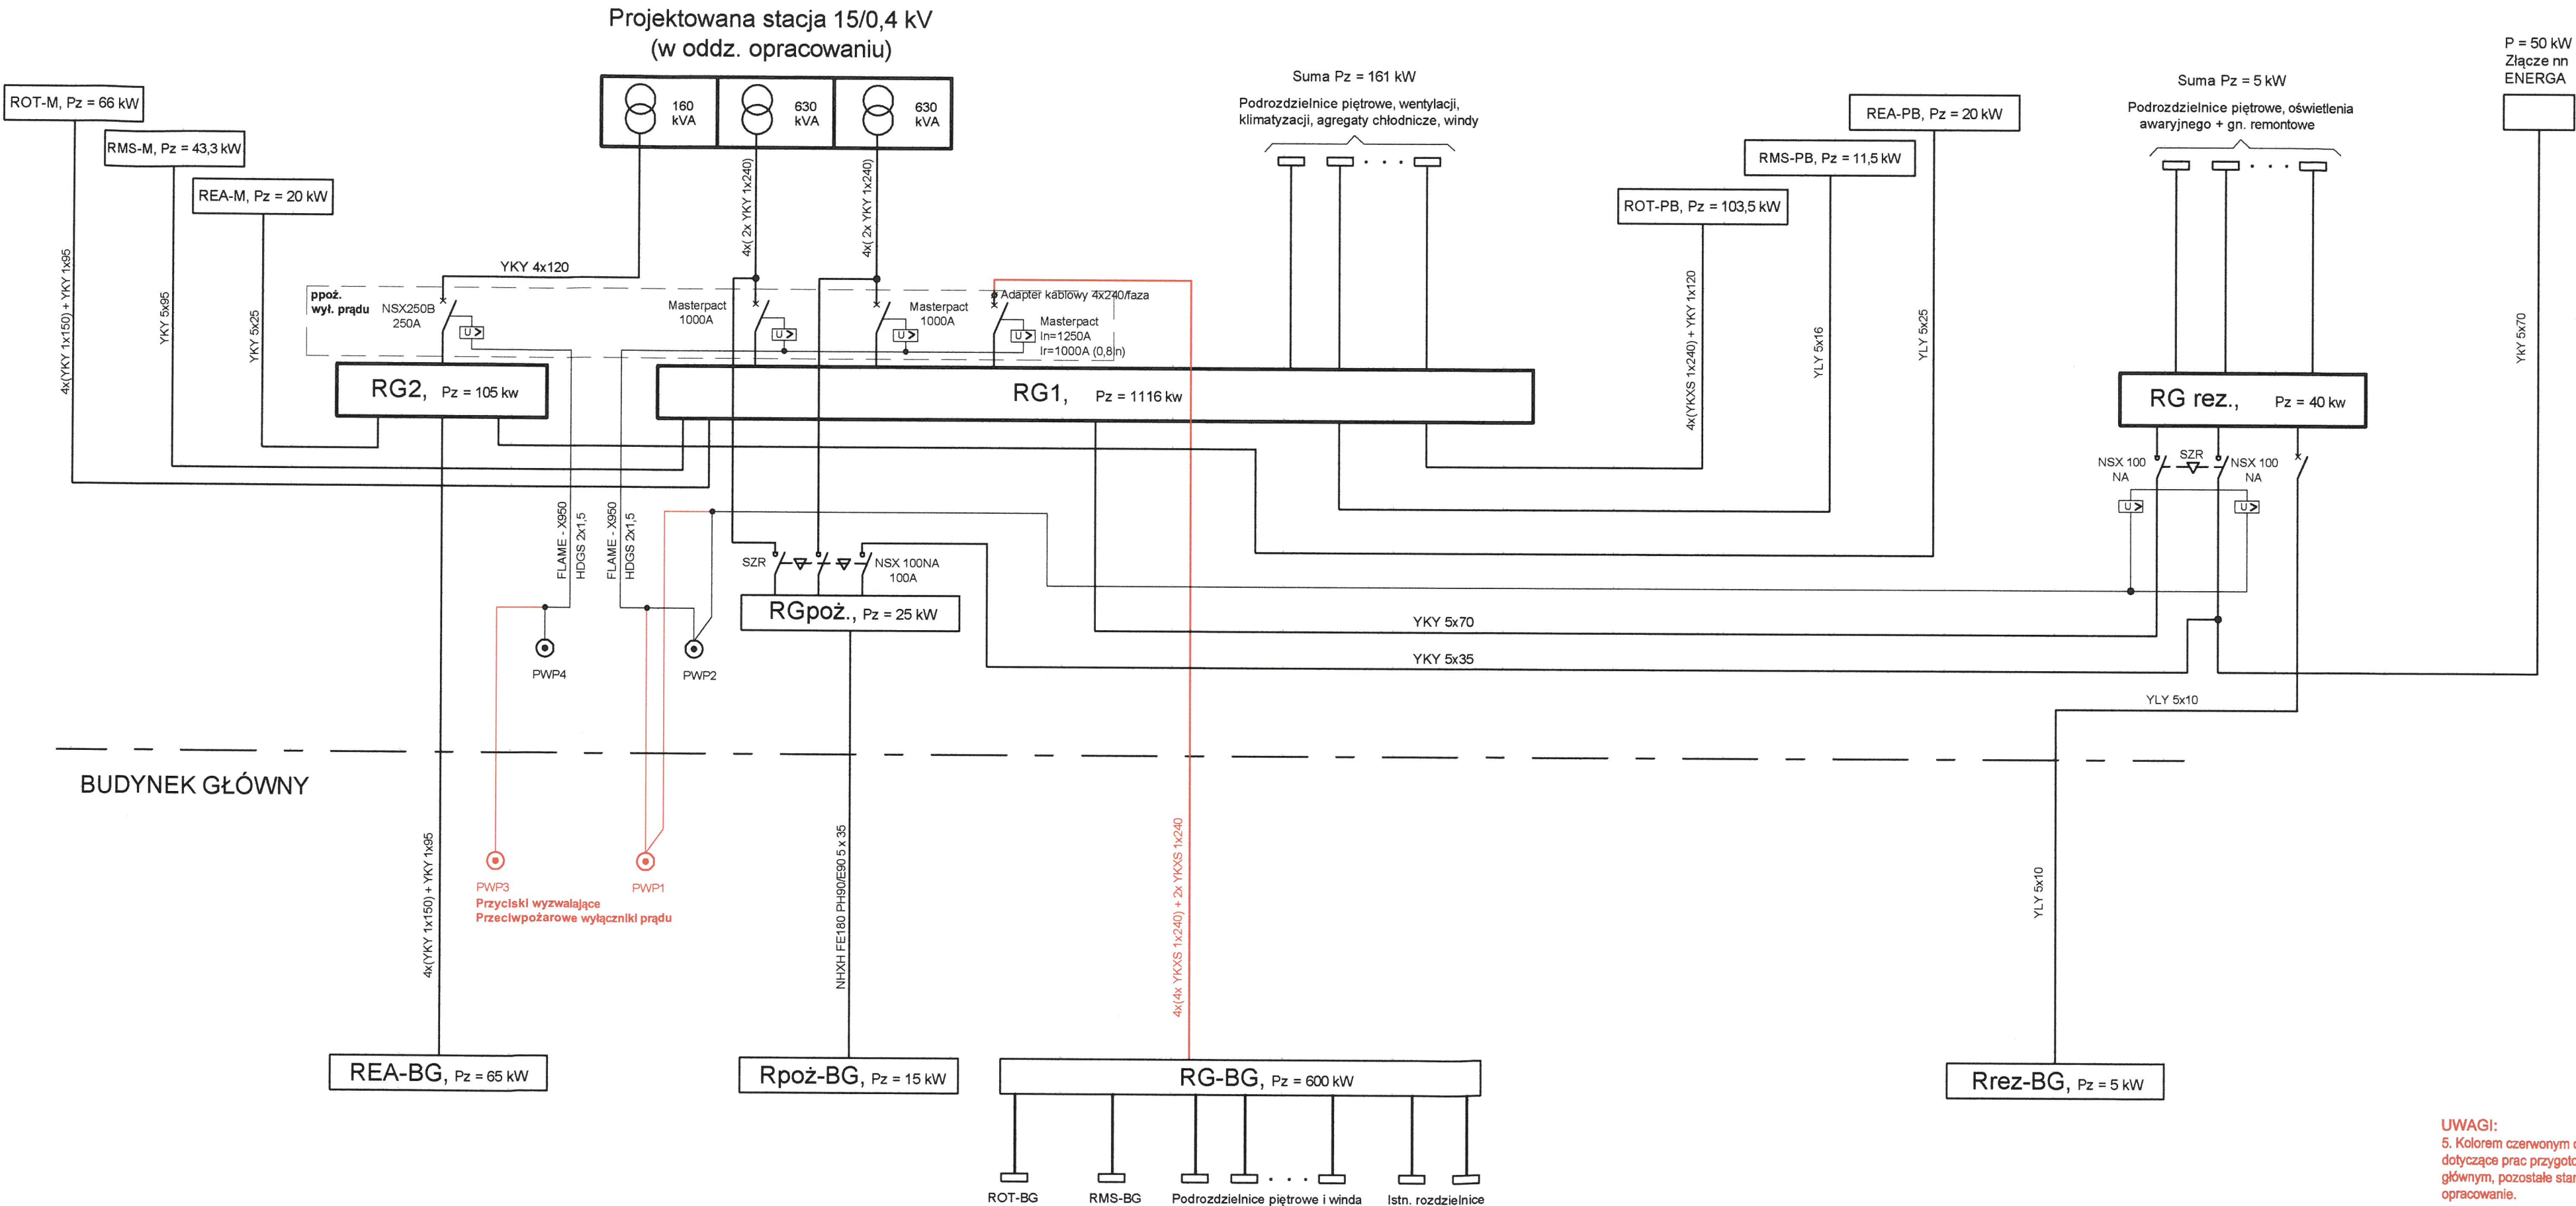 Projektowana stacja 15/0,4 kV
(w oddz. opracowaniu)
P = 50 kW
Złącze nn
ENERGA
Suma Pz = 161 kW
Podrozdzielnice piętrowe, wentylacji,
klimatyzacji, agregaty chłodnicze, windy
Suma Pz = 5 kW
Podrozdzielnice piętrowe, oświetlenia
awaryjnego + gn. remontowe
ROT-M, Pz = 66 kW
RMS-M, Pz = 43,3 kW
REA-M, Pz = 20 kW
160
kVA
630
kVA
630
kVA
REA-PB, Pz = 20 kW
RMS-PB, Pz = 11,5 kW
ROT-PB, Pz = 103,5 kW
4x(YKY 1x150) + YKY 1x95
YKY 5x95
YKY 5x25
YKY 4x120
4x( 2x YKY 1x240)
4x( 2x YKY 1x240)
4x(YKXS 1x240) + YKY 1x120
YLY 5x16
YLY 5x25
YKY 5x70
ppoż.
wył. prądu
NSX250B
250A
U>
Masterpact
1000A
U>
Masterpact
1000A
U>
Adapter kablowy 4x240/faza
Masterpact
In=1250A
Ir=1000A (0,8In)
U>
RG2, Pz = 105 kw
RG1, Pz = 1116 kw
RG rez., Pz = 40 kw
NSX 100
NA
SZR
NSX 100
NA
U>
U>
FLAME - X950
HDGS 2x1,5
FLAME - X950
HDGS 2x1,5
SZR
NSX 100NA
100A
RGpoż., Pz = 25 kW
YKY 5x70
YKY 5x35
YLY 5x10
PWP4
PWP2
BUDYNEK GŁÓWNY
4x(YKY 1x150) + YKY 1x95
PWP3
PWP1
Przyciski wyzwalające
Przeciwpożarowe wyłączniki prądu
NHXH FE180 PH90/E90 5 x 35
4x(4x YKXS 1x240) + 2x YKXS 1x240
YLY 5x10
REA-BG, Pz = 65 kW
Rpoż-BG, Pz = 15 kW
RG-BG, Pz = 600 kW
Rrez-BG, Pz = 5 kW
ROT-BG
RMS-BG
Podrozdzielnice piętrowe i winda
Istn. rozdzielnice
UWAGI:
5. Kolorem czerwonym
dotyczące prac
głównym, pozostałe
opracowanie.